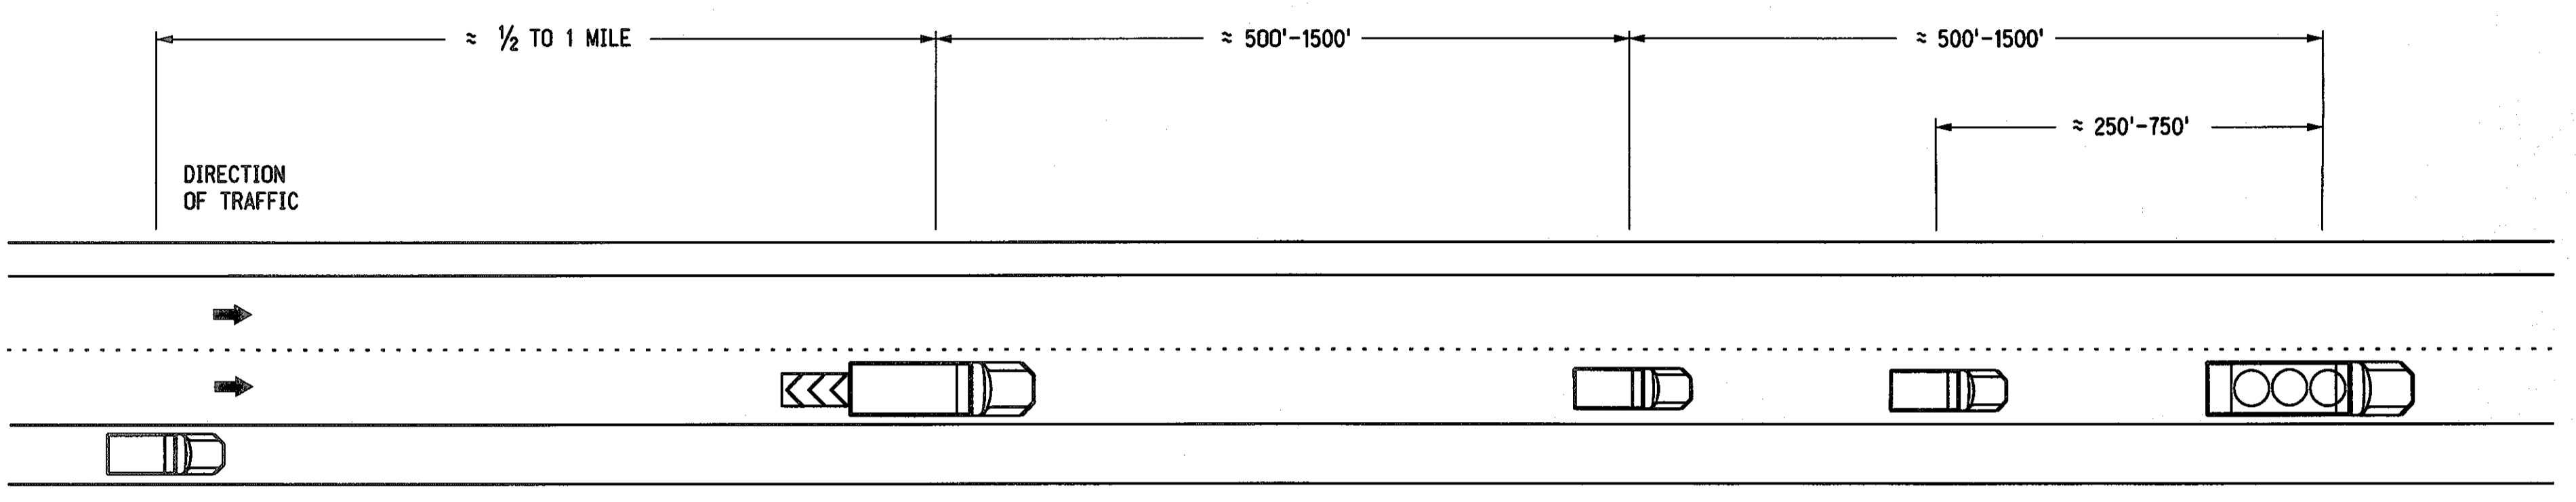 ≈ ½ TO 1 MILE
≈ 500'-1500'
≈ 500'-1500'
≈ 250'-750'
DIRECTION
OF TRAFFIC